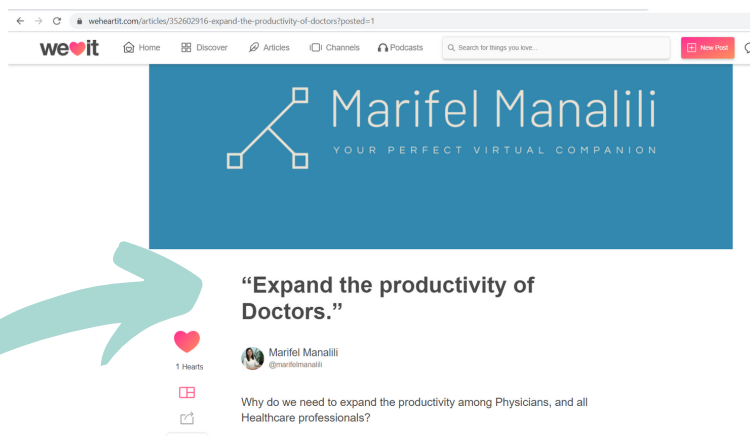 weheartit.com/articles/352602916-expand-the-productivity-of-doctors?posted=1
we it Home Discover Articles Channels Podcasts Search for things you love... New Post
Marifel Manalili
YOUR PERFECT VIRTUAL COMPANION
“Expand the productivity of
Doctors.”
Marifel Manalili
@marifelmanalili
1 Hearts
Why do we need to expand the productivity among Physicians, and all
Healthcare professionals?